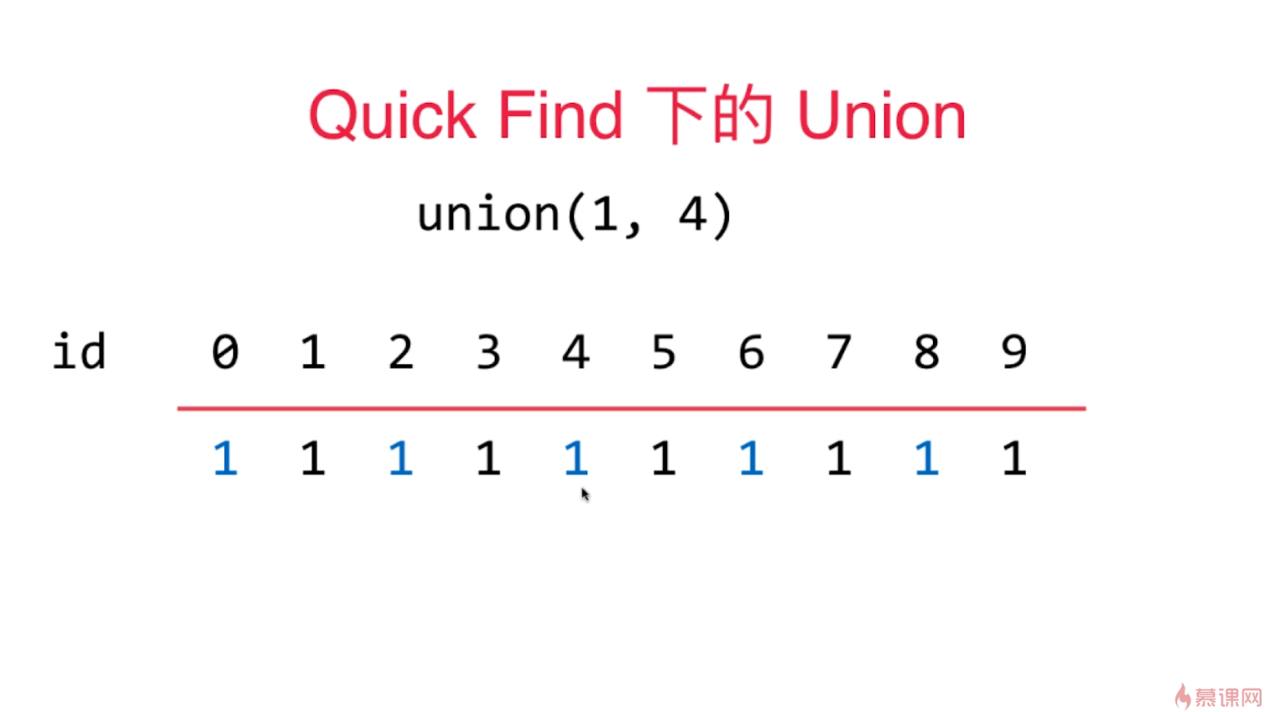 Quick Find 下的 Union
union(1, 4)
id 0 1 2 3 4 5 6 7 8 9
1 1 1 1 1 1 1 1 1 1
慕课网